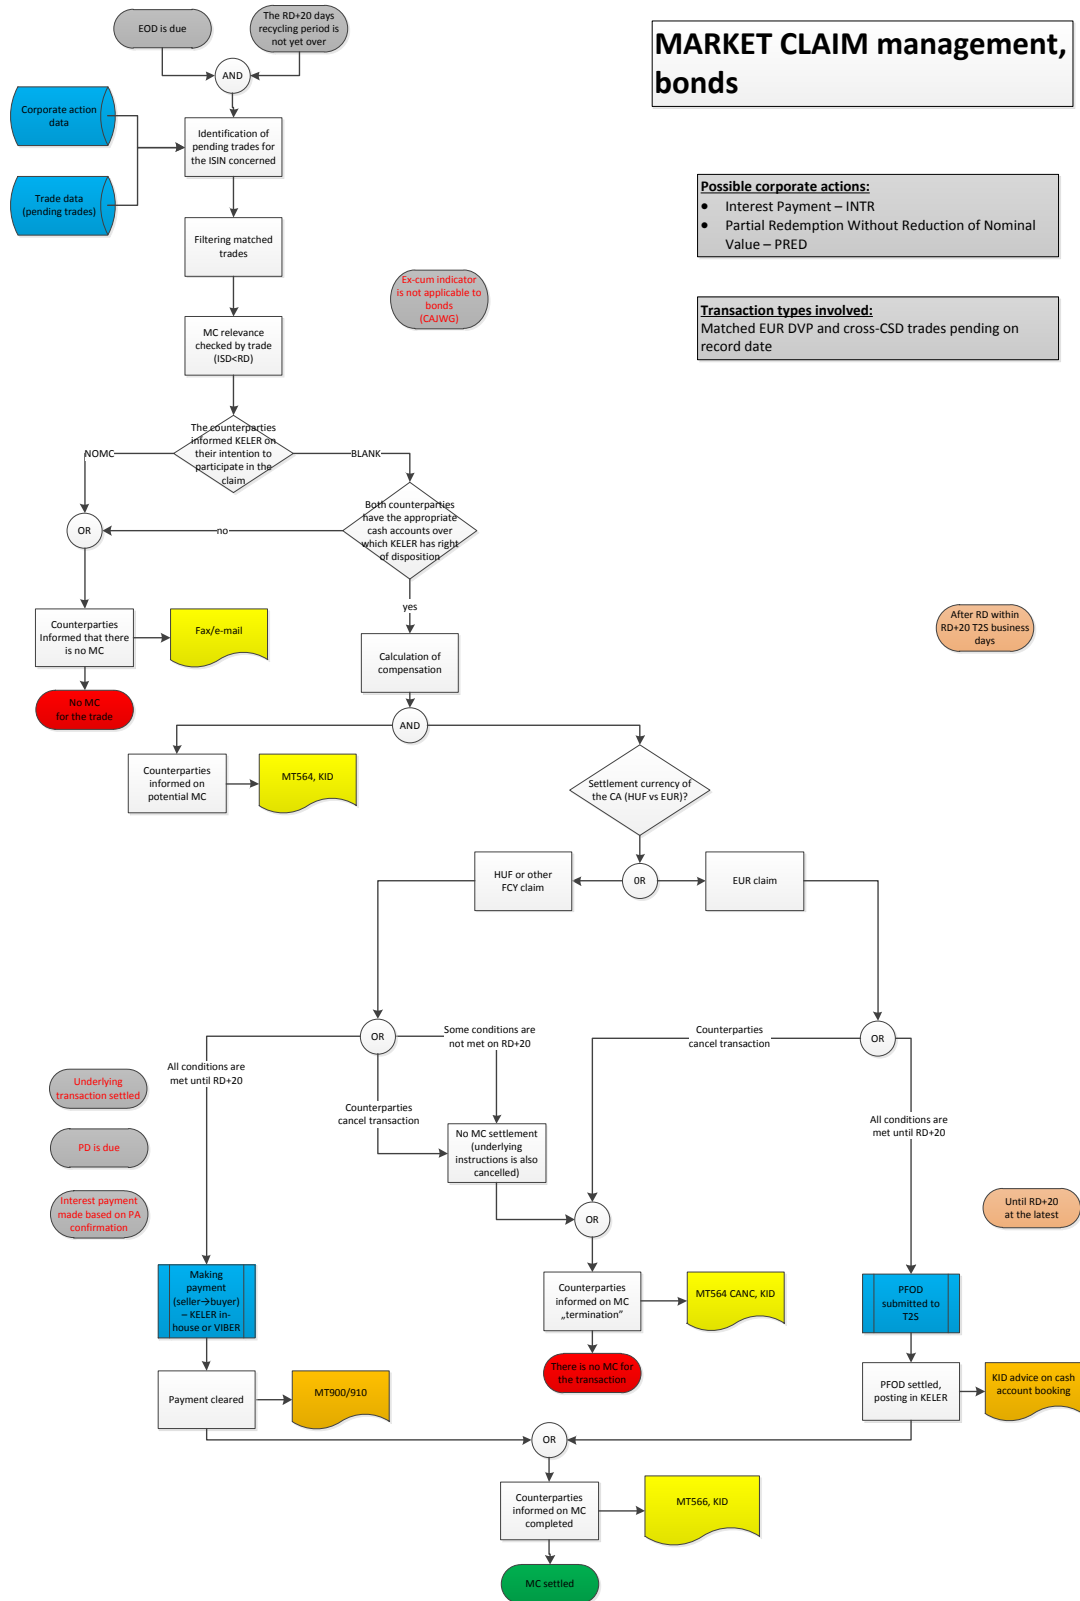 EOD is due
The RD+20 days
recycling period is
not yet over
MARKET CLAIM management,
bonds
AND
Corporate action
data
Identification of
pending trades for
the ISIN concerned
Trade data
(pending trades)
Possible corporate actions:
• Interest Payment – INTR
• Partial Redemption Without Reduction of Nominal
Value – PRED
Filtering matched
trades
Ex-cum indicator
is not applicable to
bonds
(CAJWG)
Transaction types involved:
Matched EUR DVP and cross-CSD trades pending on
record date
MC relevance
checked by trade
(ISD<RD)
The counterparties
informed KELER on
their intention to
participate in the
claim
NOMC
BLANK
Both counterparties
have the appropriate
cash accounts over
which KELER has right
of disposition
OR
no
yes
Counterparties
Informed that there
is no MC
Fax/e-mail
After RD within
RD+20 T2S business
days
Calculation of
compensation
No MC
for the trade
AND
Counterparties
informed on
potential MC
MT564, KID
Settlement currency of
the CA (HUF vs EUR)?
HUF or other
FCY claim
OR
EUR claim
OR
Some conditions are
not met on RD+20
Counterparties
cancel transaction
OR
All conditions are
met until RD+20
Underlying
transaction settled
Counterparties
cancel transaction
All conditions are
met until RD+20
PD is due
No MC settlement
(underlying
instructions is also
cancelled)
Interest payment
made based on PA
confirmation
OR
Until RD+20
at the latest
Making
payment
(seller→buyer)
– KELER in-
house or VIBER
Counterparties
informed on MC
„termination”
MT564 CANC, KID
PFOD
submitted to
T2S
There is no MC for
the transaction
Payment cleared
MT900/910
PFOD settled,
posting in KELER
KID advice on cash
account booking
OR
Counterparties
informed on MC
completed
MT566, KID
MC settled